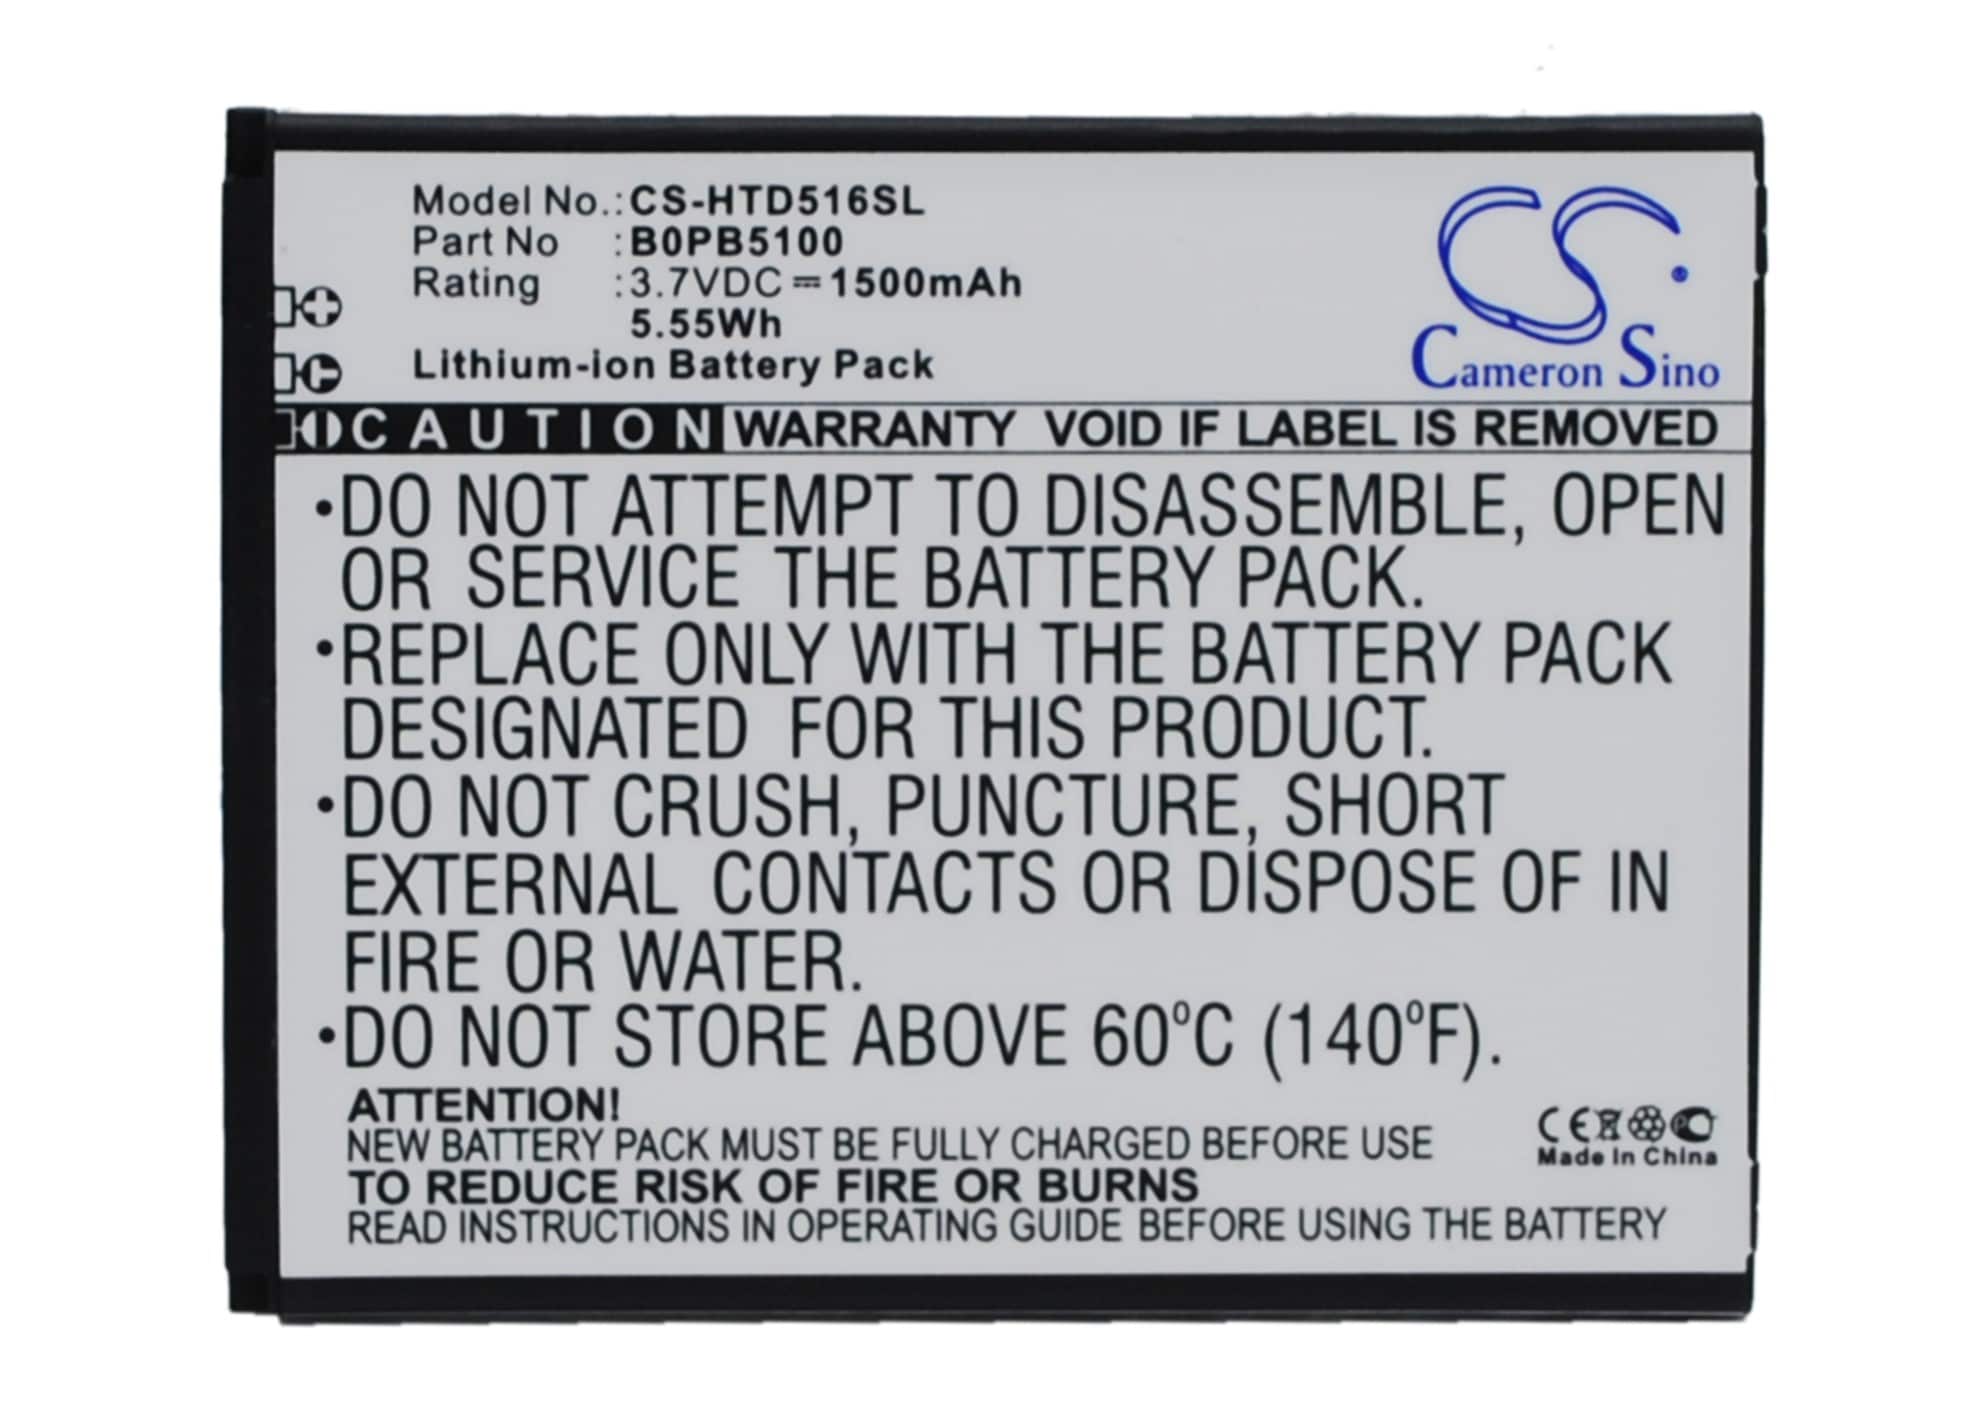 Model No.:CS-HTD516SL
Part No :B0PB5100
Rating :3.7VDC⎓1500mAh
5.55Wh
Lithium-ion Battery Pack
CS®
Cameron Sino
CAUTION WARRANTY VOID IF LABEL IS REMOVED
•DO NOT ATTEMPT TO DISASSEMBLE, OPEN
OR SERVICE THE BATTERY PACK.
•REPLACE ONLY WITH THE BATTERY PACK
DESIGNATED FOR THIS PRODUCT.
•DO NOT CRUSH, PUNCTURE, SHORT
EXTERNAL CONTACTS OR DISPOSE OF IN
FIRE OR WATER.
•DO NOT STORE ABOVE 60°C (140°F).
ATTENTION!
NEW BATTERY PACK MUST BE FULLY CHARGED BEFORE USE
TO REDUCE RISK OF FIRE OR BURNS
READ INSTRUCTIONS IN OPERATING GUIDE BEFORE USING THE BATTERY
CE
Made In China